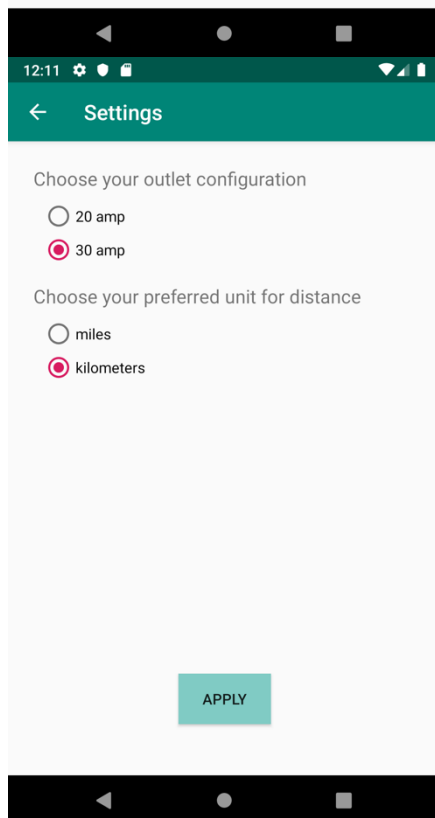 12:11
Settings
Choose your outlet configuration
20 amp
30 amp
Choose your preferred unit for distance
miles
kilometers
APPLY